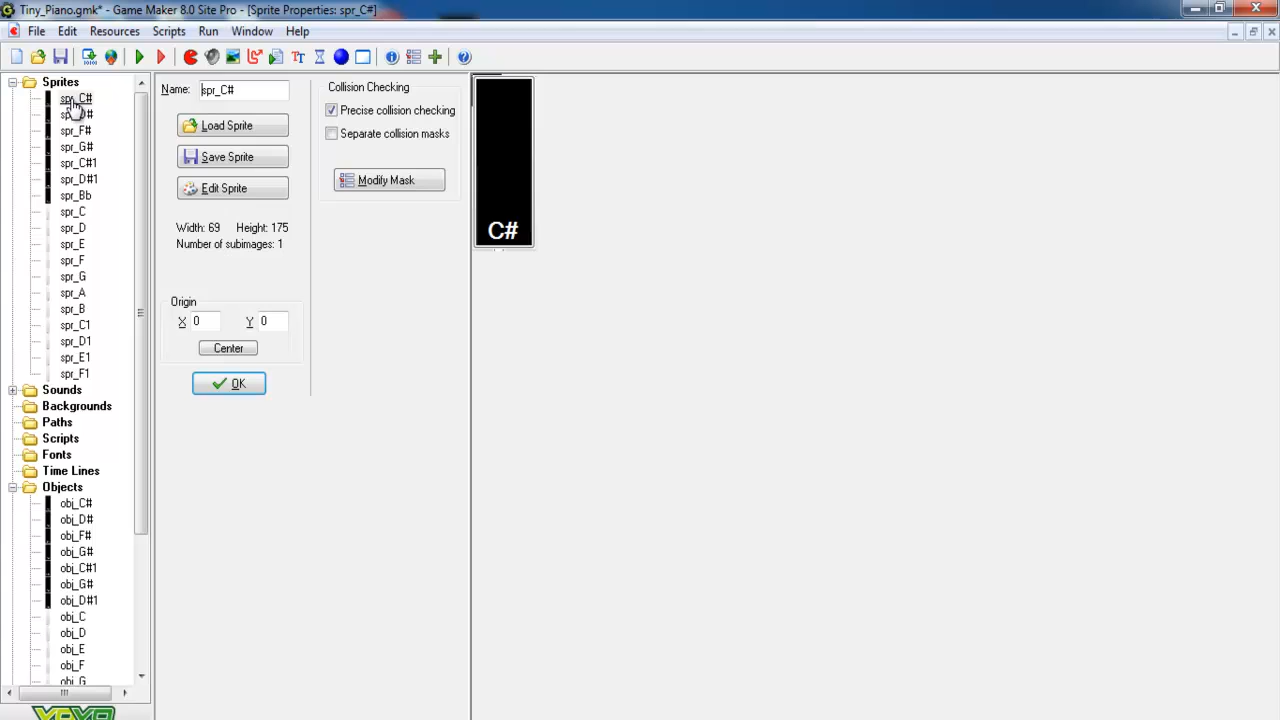 Tiny_Piano.gmk* - Game Maker 8.0 Site Pro - [Sprite Properties: spr_C#]
File Edit Resources Scripts Run Window Help
Sprites
spr_C#
spr_D#
spr_F#
spr_G#
spr_C#1
spr_D#1
spr_Bb
spr_C
spr_D
spr_E
spr_F
spr_G
spr_A
spr_B
spr_C1
spr_D1
spr_E1
spr_F1
Sounds
Backgrounds
Paths
Scripts
Fonts
Time Lines
Objects
obj_C#
obj_D#
obj_F#
obj_G#
obj_C#1
obj_G#
obj_D#1
obj_C
obj_D
obj_E
obj_F
obj_G
YOYO
Name: spr_C#
Load Sprite
Save Sprite
Edit Sprite
Width: 69 Height: 175
Number of subimages: 1
Origin
X 0 Y 0
Center
OK
Collision Checking
Precise collision checking
Separate collision masks
Modify Mask
C#